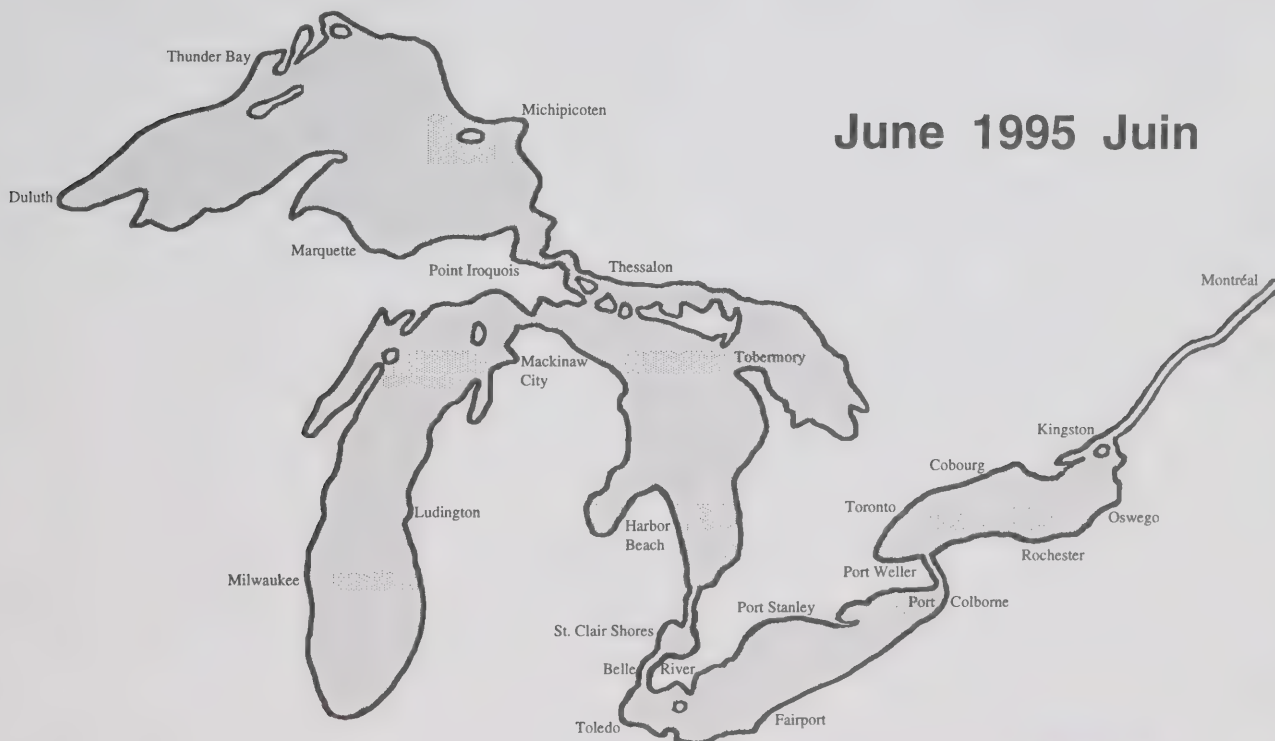 Thunder Bay
Michipicoten
June 1995 Juin
Duluth
Marquette
Point Iroquois
Thessalon
Montréal
Mackinaw
City
Tobermory
Kingston
Cobourg
Ludington
Toronto
Oswego
Harbor
Beach
Rochester
Milwaukee
Port Weller
Port Colborne
Port Stanley
St. Clair Shores
Belle River
Toledo
Fairport